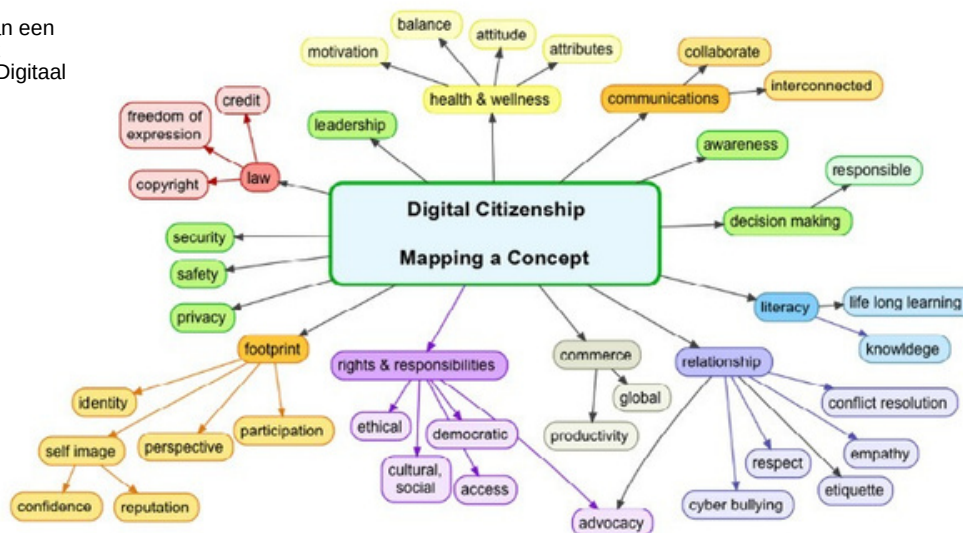 an een
Digitaal
balance
motivation
attitude
attributes
health & wellness
collaborate
communications
interconnected
credit
freedom of
expression
copyright
law
leadership
awareness
responsible
decision making
Digital Citizenship
Mapping a Concept
security
safety
privacy
literacy
life long learning
knowldege
footprint
identity
self image
perspective
participation
confidence
reputation
rights & responsibilities
ethical
democratic
cultural,
social
access
advocacy
commerce
global
productivity
relationship
conflict resolution
empathy
respect
etiquette
cyber bullying